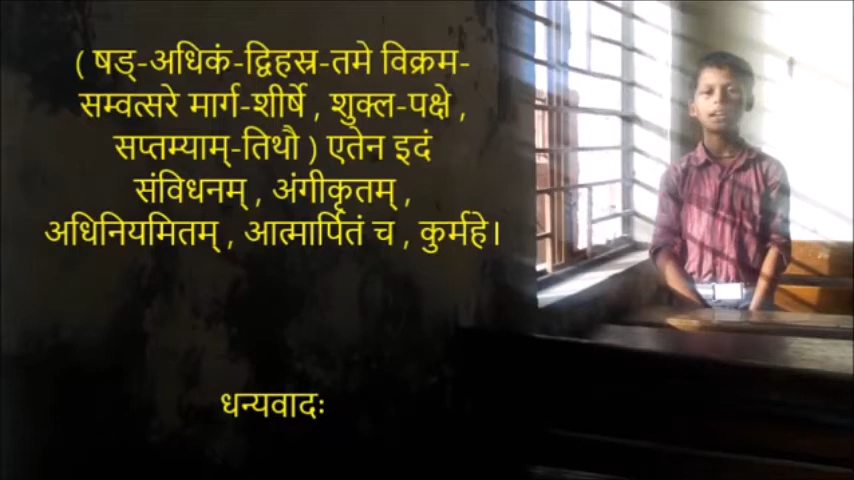 ( षड्-अधिकं-द्विहस्र-तमे विक्रम-
सम्वत्सरे मार्ग-शीर्षे , शुक्ल-पक्षे ,
सप्तम्याम्-तिथौ ) एतेन इदं
संविधनम् , अंगीकृतम् ,
अधिनियमितम् , आत्मार्पितं च , कुर्महे।
धन्यवादः